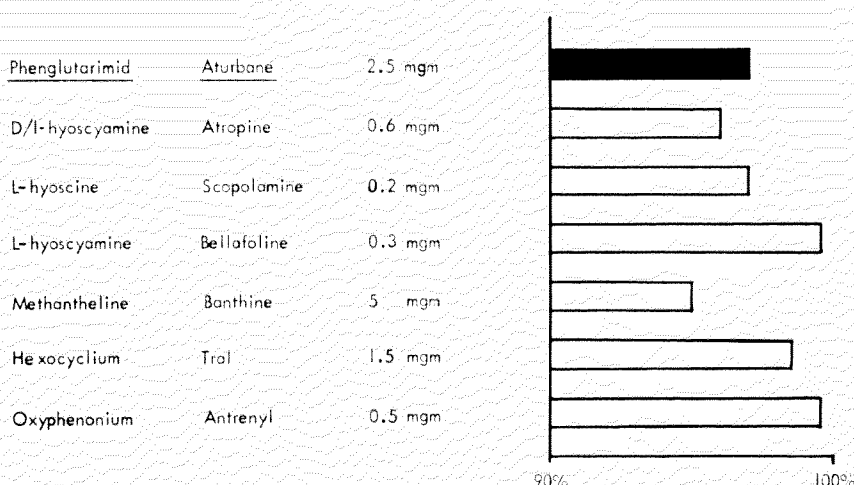 Phenglutarimid Aturbane 2.5 mgm
D/l-hyoscyamine Atropine 0.6 mgm
L-hyoscine Scopolamine 0.2 mgm
L-hyoscyamine Bellafoline 0.3 mgm
Methantheline Banthine 5 mgm
Hexocyclium Tral 1.5 mgm
Oxyphenonium Antrenyl 0.5 mgm
90% 100%